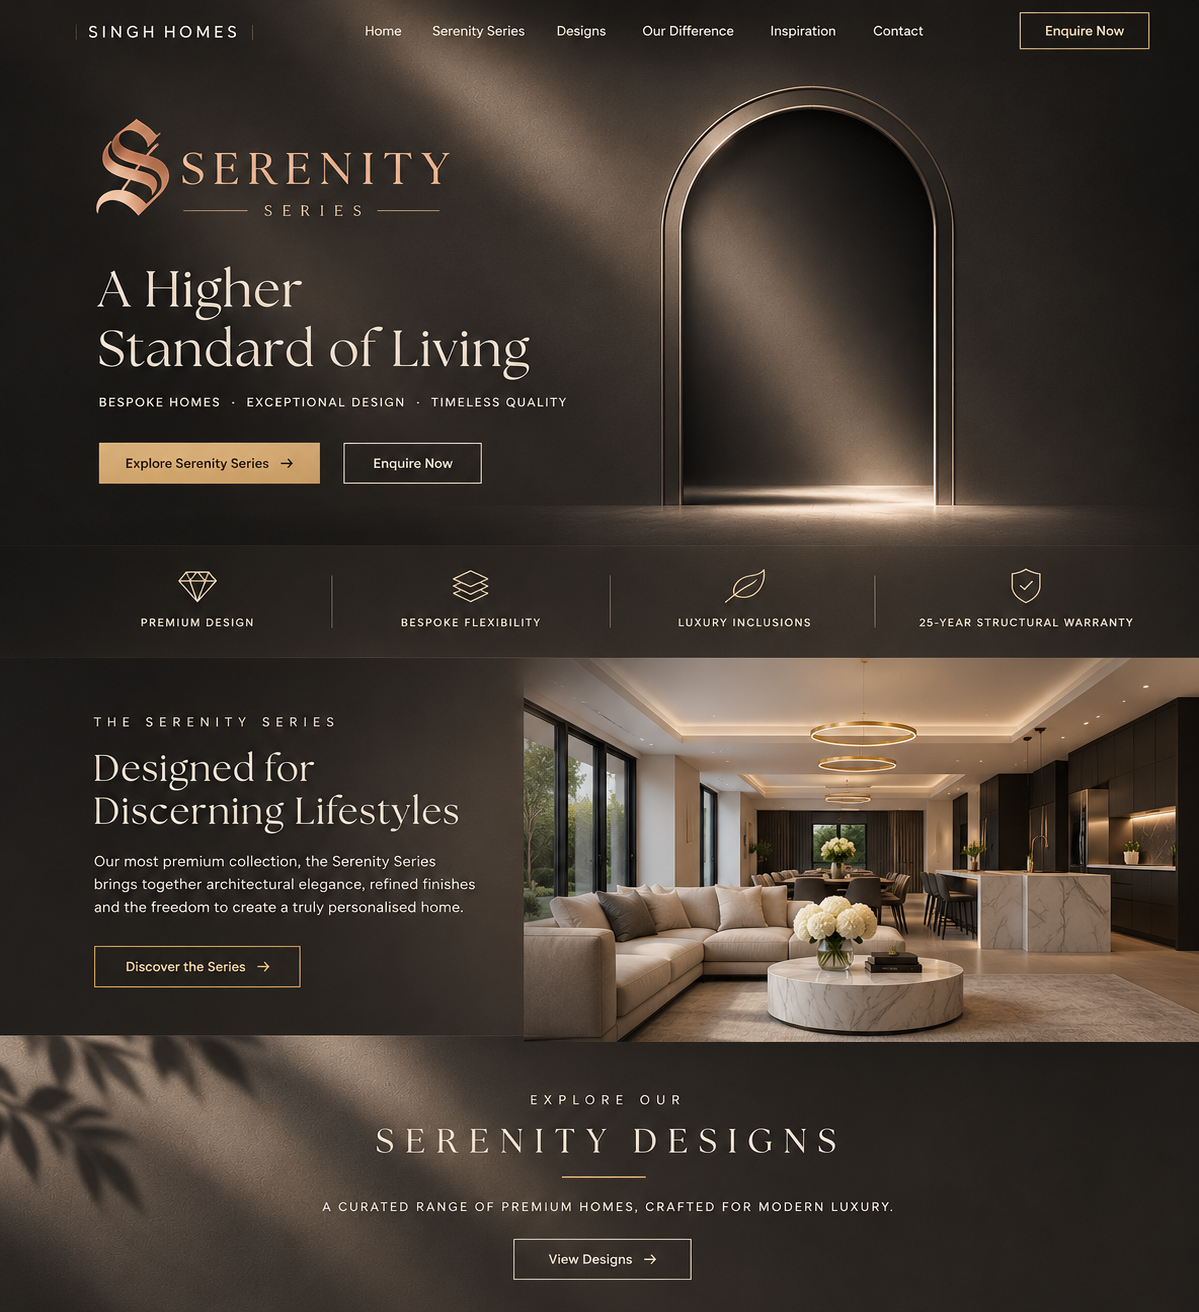 SINGH HOMES
Home
Serenity Series
Designs
Our Difference
Inspiration
Contact
Enquire Now
S SERENITY
SERIES
A Higher
Standard of Living
BESPOKE HOMES · EXCEPTIONAL DESIGN · TIMELESS QUALITY
Explore Serenity Series →
Enquire Now
PREMIUM DESIGN
BESPOKE FLEXIBILITY
LUXURY INCLUSIONS
25-YEAR STRUCTURAL WARRANTY
THE SERENITY SERIES
Designed for
Discerning Lifestyles
Our most premium collection, the Serenity Series
brings together architectural elegance, refined finishes
and the freedom to create a truly personalised home.
Discover the Series →
EXPLORE OUR
SERENITY DESIGNS
A CURATED RANGE OF PREMIUM HOMES, CRAFTED FOR MODERN LUXURY.
View Designs →